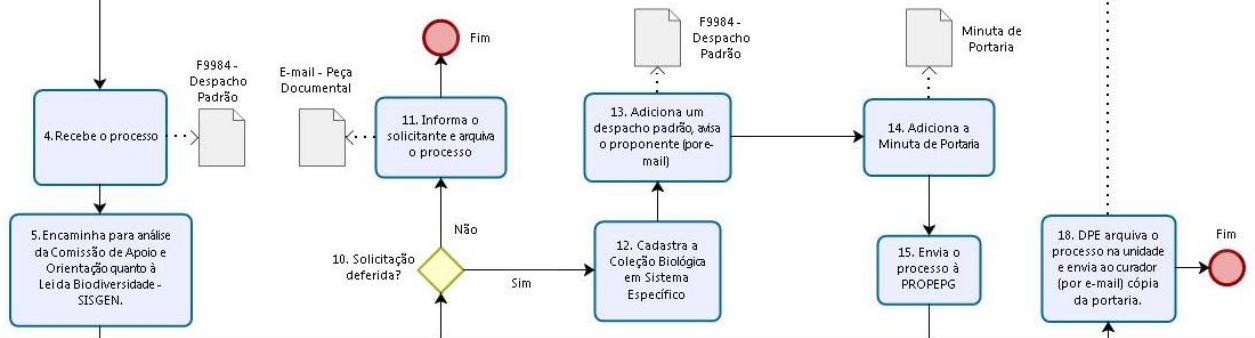 4.Recebe o processo
F9984 -
Despacho
Padrão
5.Encaminha para análise
da Comissão de Apoio e
Orientação quanto à
Lei da Biodiversidade -
SISGEN.
E-mail - Peça
Documental
Fim
11. Informa o
solicitante e arquiva
o processo
Não
10. Solicitação
deferida?
Sim
12. Cadastra a
Coleção Biológica
em Sistema
Específico
13. Adiciona um
despacho padrão, avisa
o proponente (por e-
mail)
F9984 -
Despacho
Padrão
Minuta de
Portaria
14. Adiciona a
Minuta de Portaria
15. Envia o
processo à
PROPEPG
18. DPE arquiva o
processo na unidade
e envia ao curador
(por e-mail) cópia
da portaria.
Fim